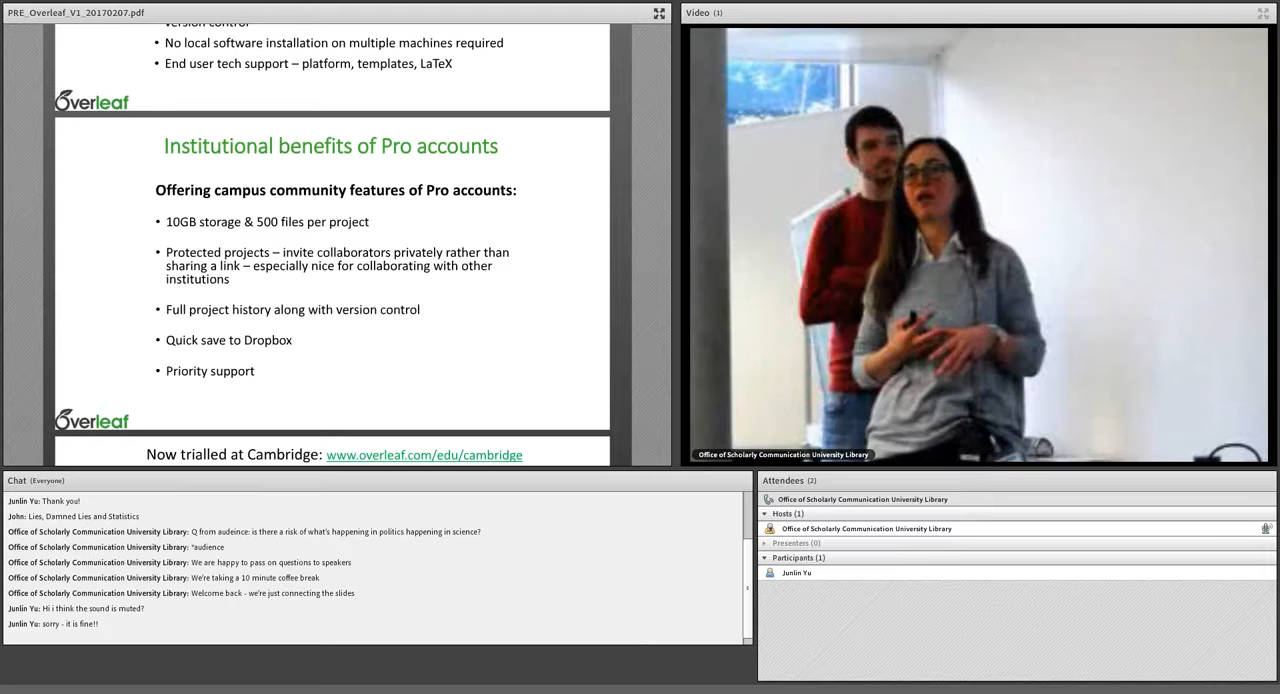 PRE_Overleaf_V1_20170207.pdf
version control
• No local software installation on multiple machines required
• End user tech support – platform, templates, LaTeX
Overleaf
Institutional benefits of Pro accounts
Offering campus community features of Pro accounts:
• 10GB storage & 500 files per project
• Protected projects – invite collaborators privately rather than
sharing a link – especially nice for collaborating with other
institutions
• Full project history along with version control
• Quick save to Dropbox
• Priority support
Overleaf
Now trialled at Cambridge: www.overleaf.com/edu/cambridge
Video (1)
Office of Scholarly Communication University Library
Chat (Everyone)
Junlin Yu: Thank you!
John: Lies, Damned Lies and Statistics
Office of Scholarly Communication University Library: Q from audeince: is there a risk of what's happening in politics happening in science?
Office of Scholarly Communication University Library: *audience
Office of Scholarly Communication University Library: We are happy to pass on questions to speakers
Office of Scholarly Communication University Library: We're taking a 10 minute coffee break
Office of Scholarly Communication University Library: Welcome back - we're just connecting the slides
Junlin Yu: Hi i think the sound is muted?
Junlin Yu: sorry - it is fine!!
Attendees (2)
Office of Scholarly Communication University Library
Hosts (1)
Office of Scholarly Communication University Library
Presenters (0)
Participants (1)
Junlin Yu